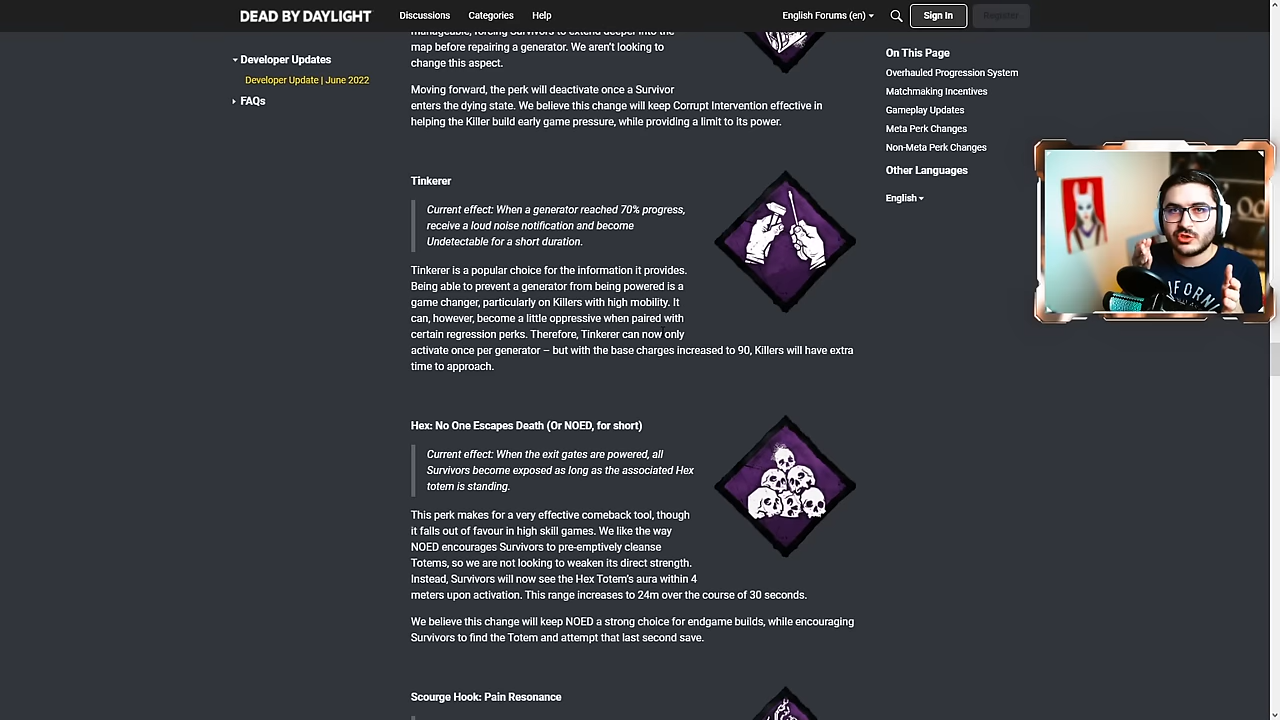 DEAD BY DAYLIGHT
Discussions
Categories
Help
English Forums (en)
Sign In
Register
Developer Updates
Developer Update | June 2022
FAQs
manageable, forcing Survivors to extend deeper into the
map before repairing a generator. We aren't looking to
change this aspect.
Moving forward, the perk will deactivate once a Survivor
enters the dying state. We believe this change will keep Corrupt Intervention effective in
helping the Killer build early game pressure, while providing a limit to its power.
Tinkerer
Current effect: When a generator reached 70% progress,
receive a loud noise notification and become
Undetectable for a short duration.
Tinkerer is a popular choice for the information it provides.
Being able to prevent a generator from being powered is a
game changer, particularly on Killers with high mobility. It
can, however, become a little oppressive when paired with
certain regression perks. Therefore, Tinkerer can now only
activate once per generator – but with the base charges increased to 90, Killers will have extra
time to approach.
Hex: No One Escapes Death (Or NOED, for short)
Current effect: When the exit gates are powered, all
Survivors become exposed as long as the associated Hex
totem is standing.
This perk makes for a very effective comeback tool, though
it falls out of favour in high skill games. We like the way
NOED encourages Survivors to pre-emptively cleanse
Totems, so we are not looking to weaken its direct strength.
Instead, Survivors will now see the Hex Totem's aura within 4
meters upon activation. This range increases to 24m over the course of 30 seconds.
We believe this change will keep NOED a strong choice for endgame builds, while encouraging
Survivors to find the Totem and attempt that last second save.
Scourge Hook: Pain Resonance
On This Page
Overhauled Progression System
Matchmaking Incentives
Gameplay Updates
Meta Perk Changes
Non-Meta Perk Changes
Other Languages
English